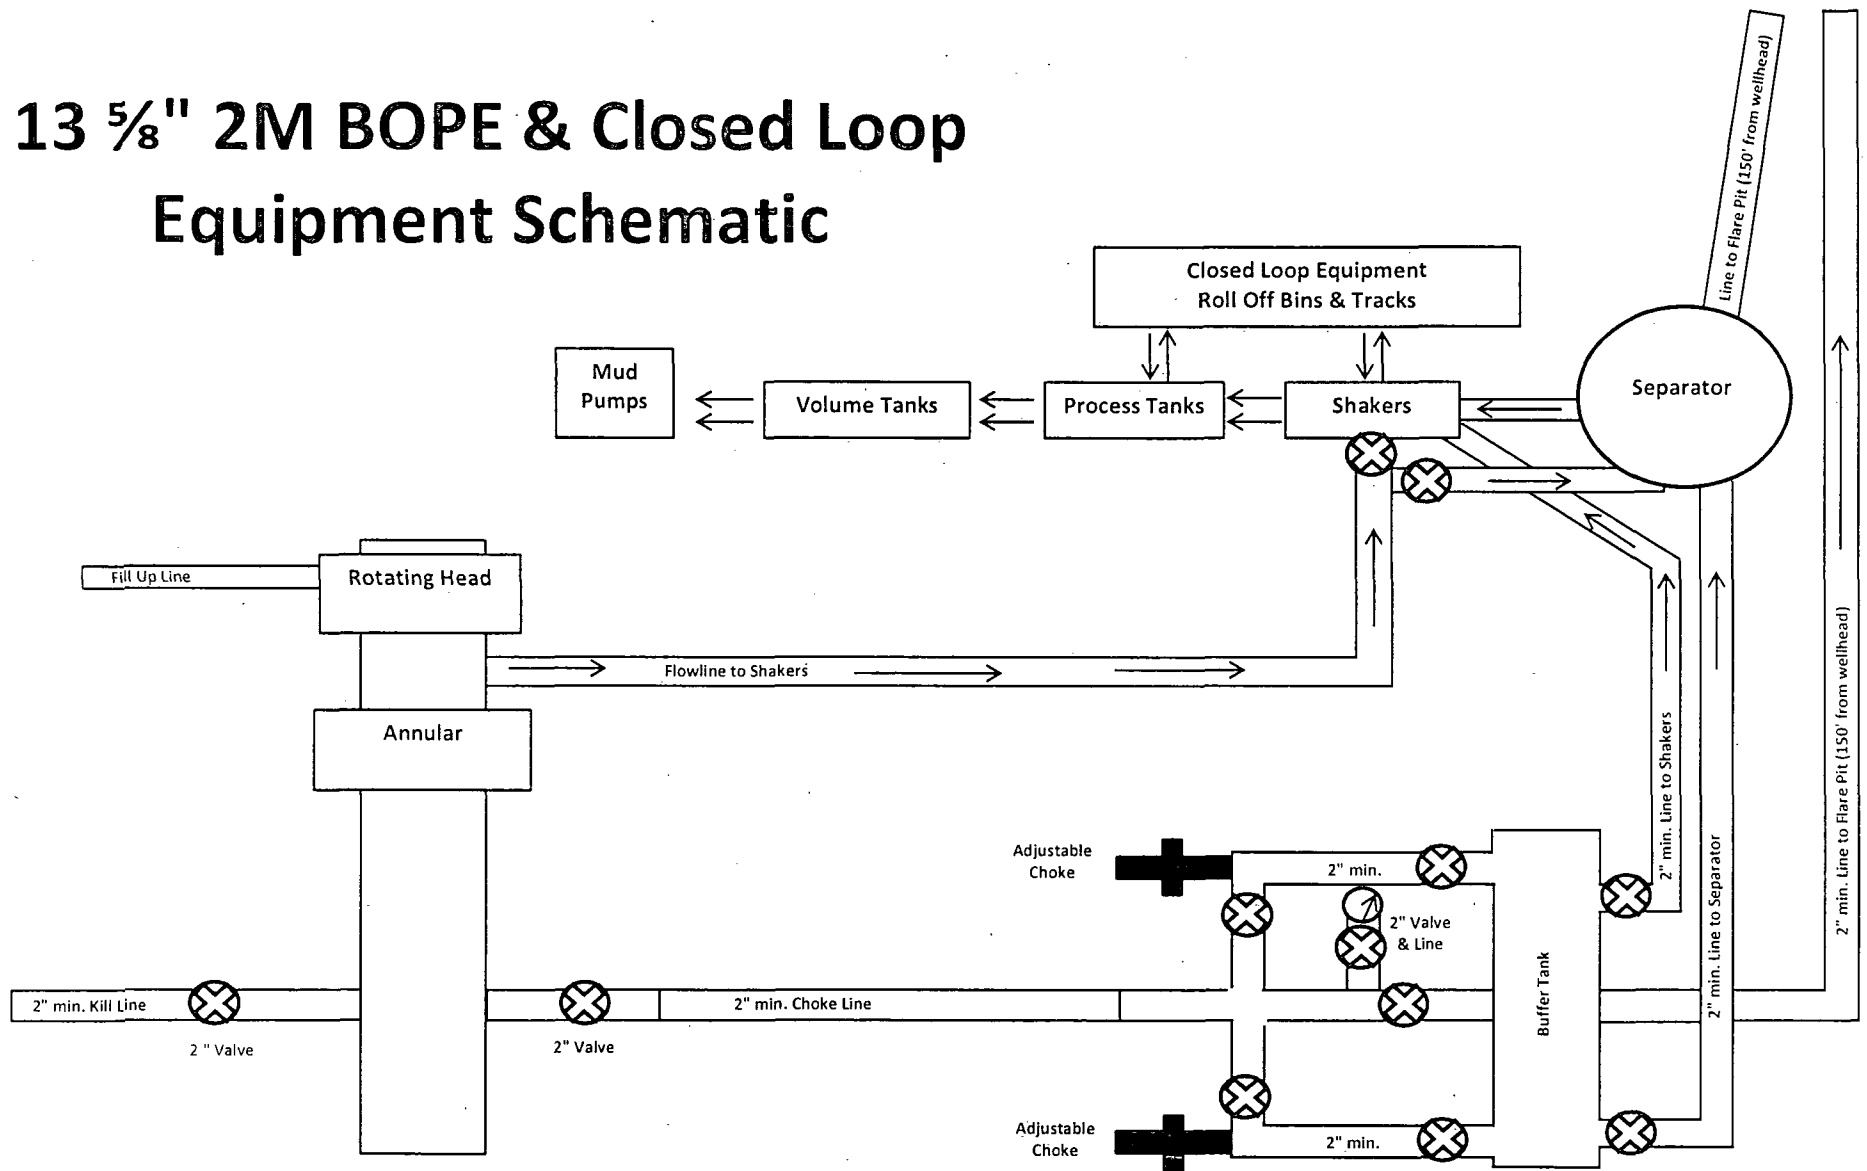 13 ⅝" 2M BOPE & Closed Loop
Equipment Schematic
Line to Flare Pit (150' from wellhead)
Closed Loop Equipment
Roll Off Bins & Tracks
Mud
Pumps
Volume Tanks
Process Tanks
Shakers
Separator
Fill Up Line
Rotating Head
Flowline to Shakers
Annular
2" min. Line to Shakers
2" min. Line to Separator
2" min. Line to Flare Pit (150' from wellhead)
Adjustable
Choke
2" min.
2" Valve
& Line
2" min. Kill Line
2" min. Choke Line
Buffer Tank
2 " Valve
2" Valve
Adjustable
Choke
2" min.